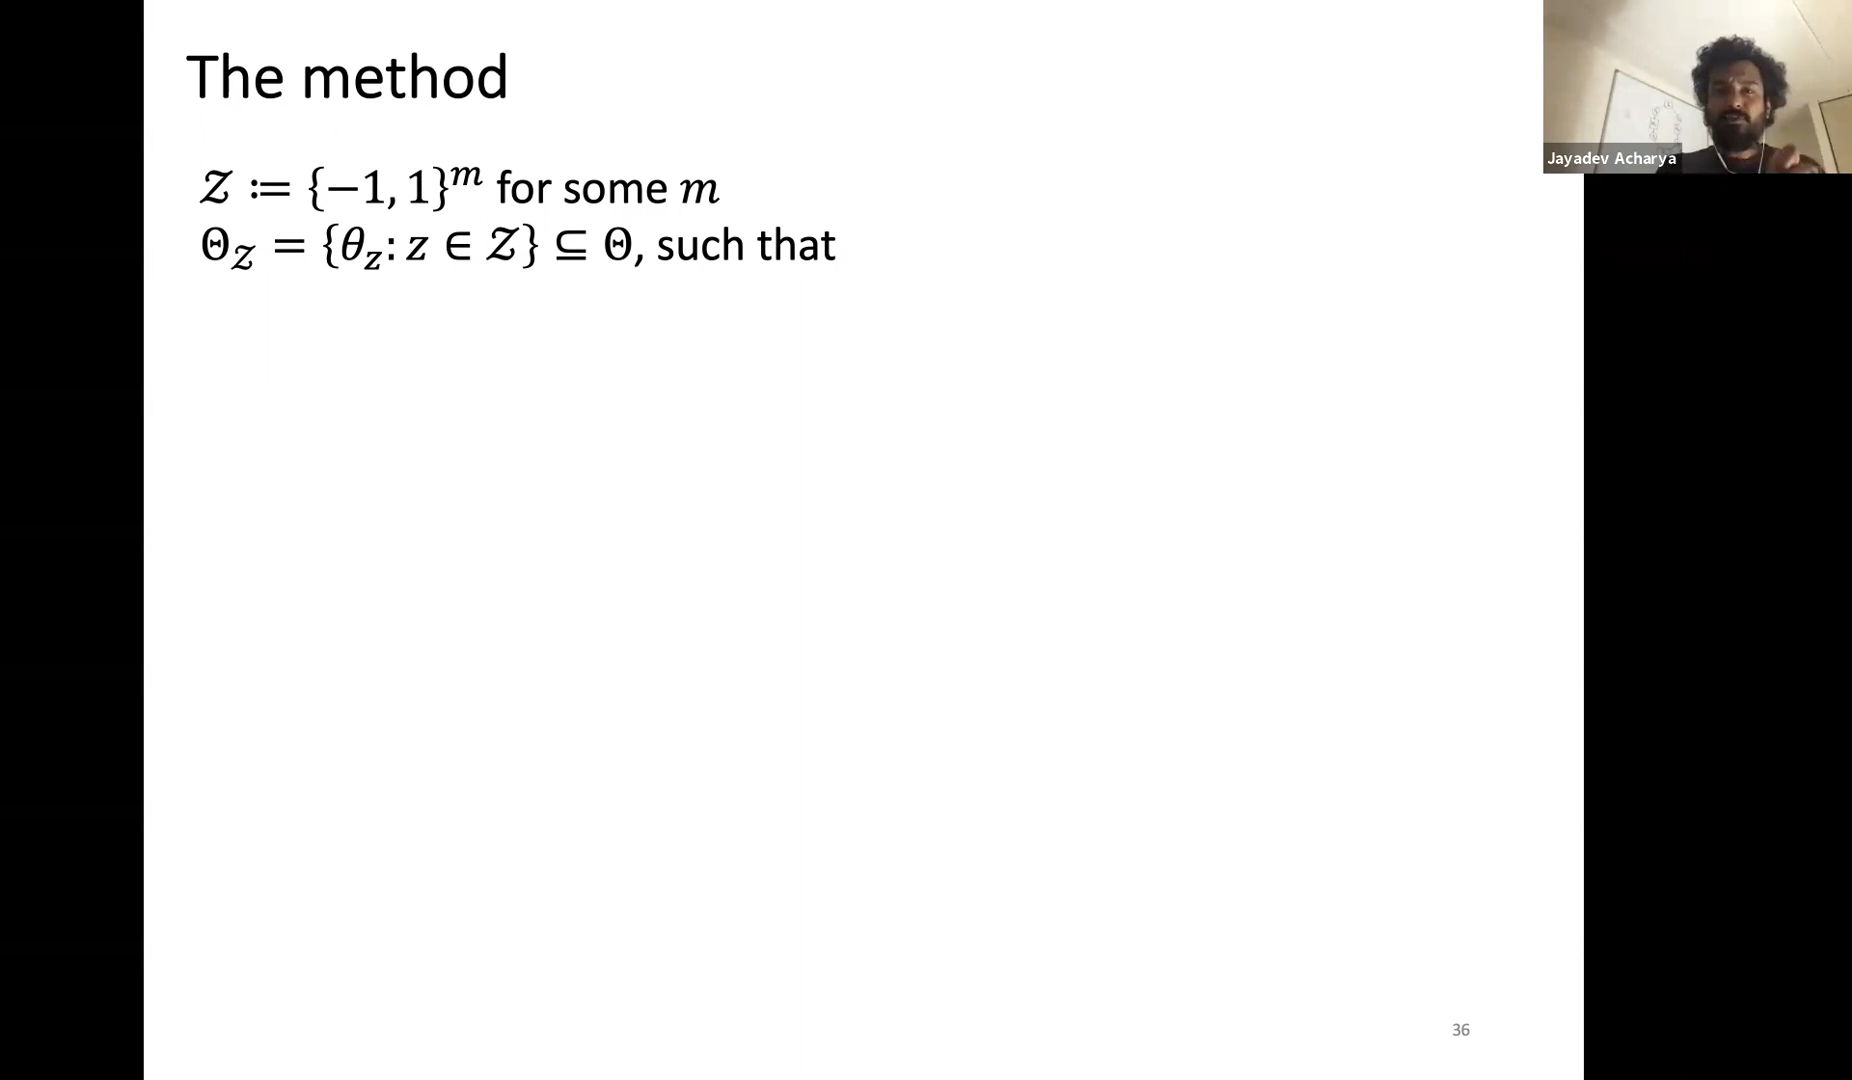 The method
𝒵 ≔ {−1, 1}^m for some m
Θ_𝒵 = {θ_z: z ∈ 𝒵} ⊆ Θ, such that
Jayadev Acharya
36